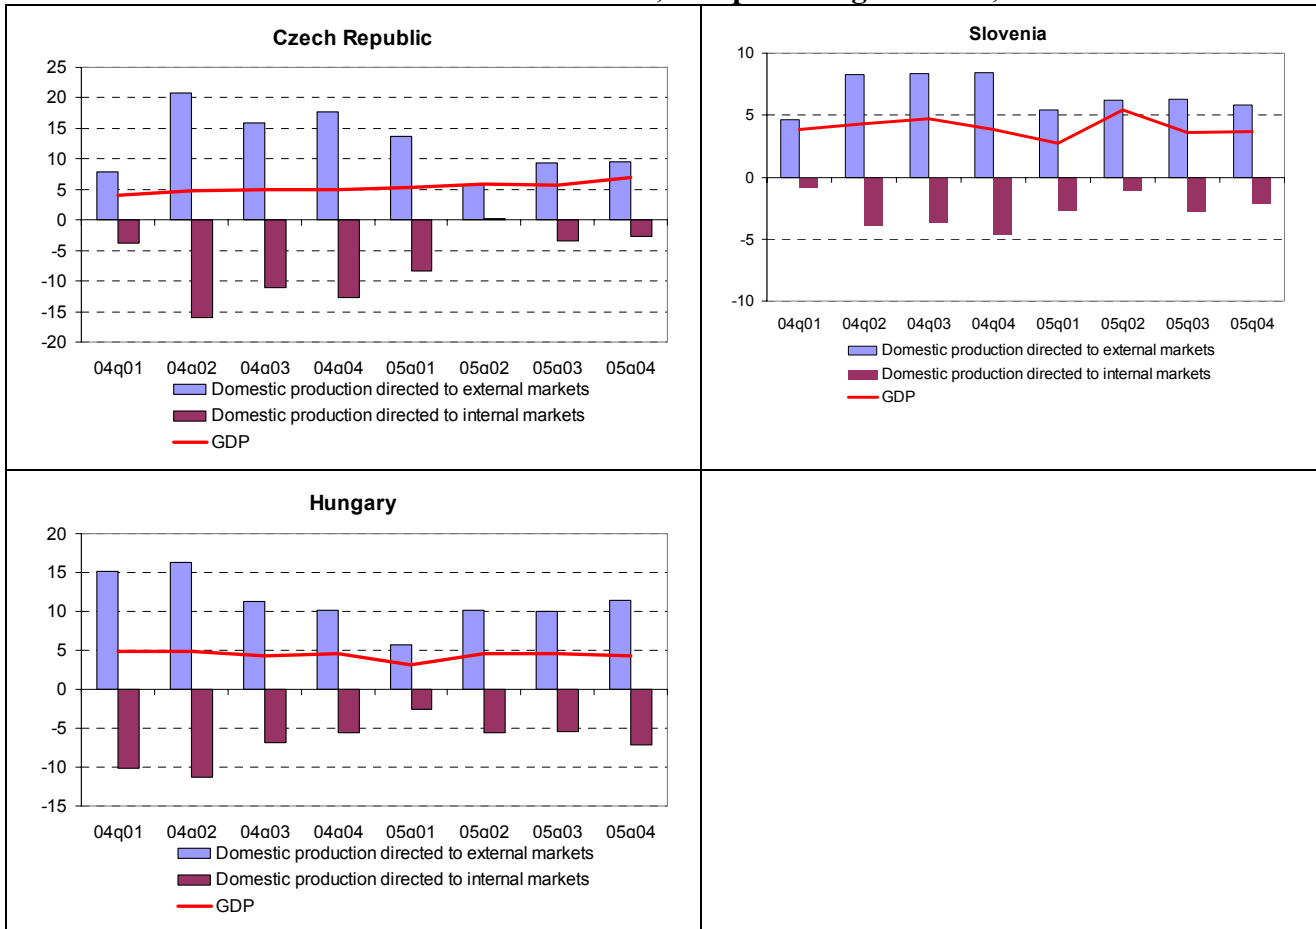 Czech Republic
25
20
15
10
5
0
-5
-10
-15
-20
04q01 04q02 04q03 04q04 05q01 05q02 05q03 05q04
Domestic production directed to external markets
Domestic production directed to internal markets
GDP
Slovenia
10
5
0
-5
-10
04q01 04q02 04q03 04q04 05q01 05q02 05q03 05q04
Domestic production directed to external markets
Domestic production directed to internal markets
GDP
Hungary
20
15
10
5
0
-5
-10
-15
04q01 04q02 04q03 04q04 05q01 05q02 05q03 05q04
Domestic production directed to external markets
Domestic production directed to internal markets
GDP